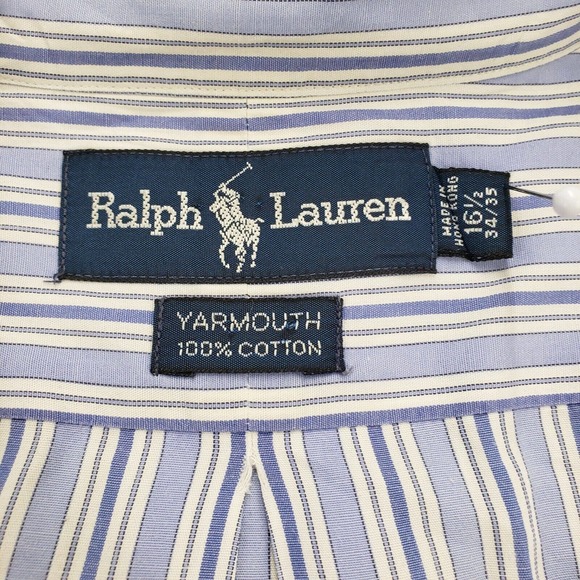 Ralph Lauren
MADE IN
HONG KONG
16½
34/35
YARMOUTH
100% COTTON